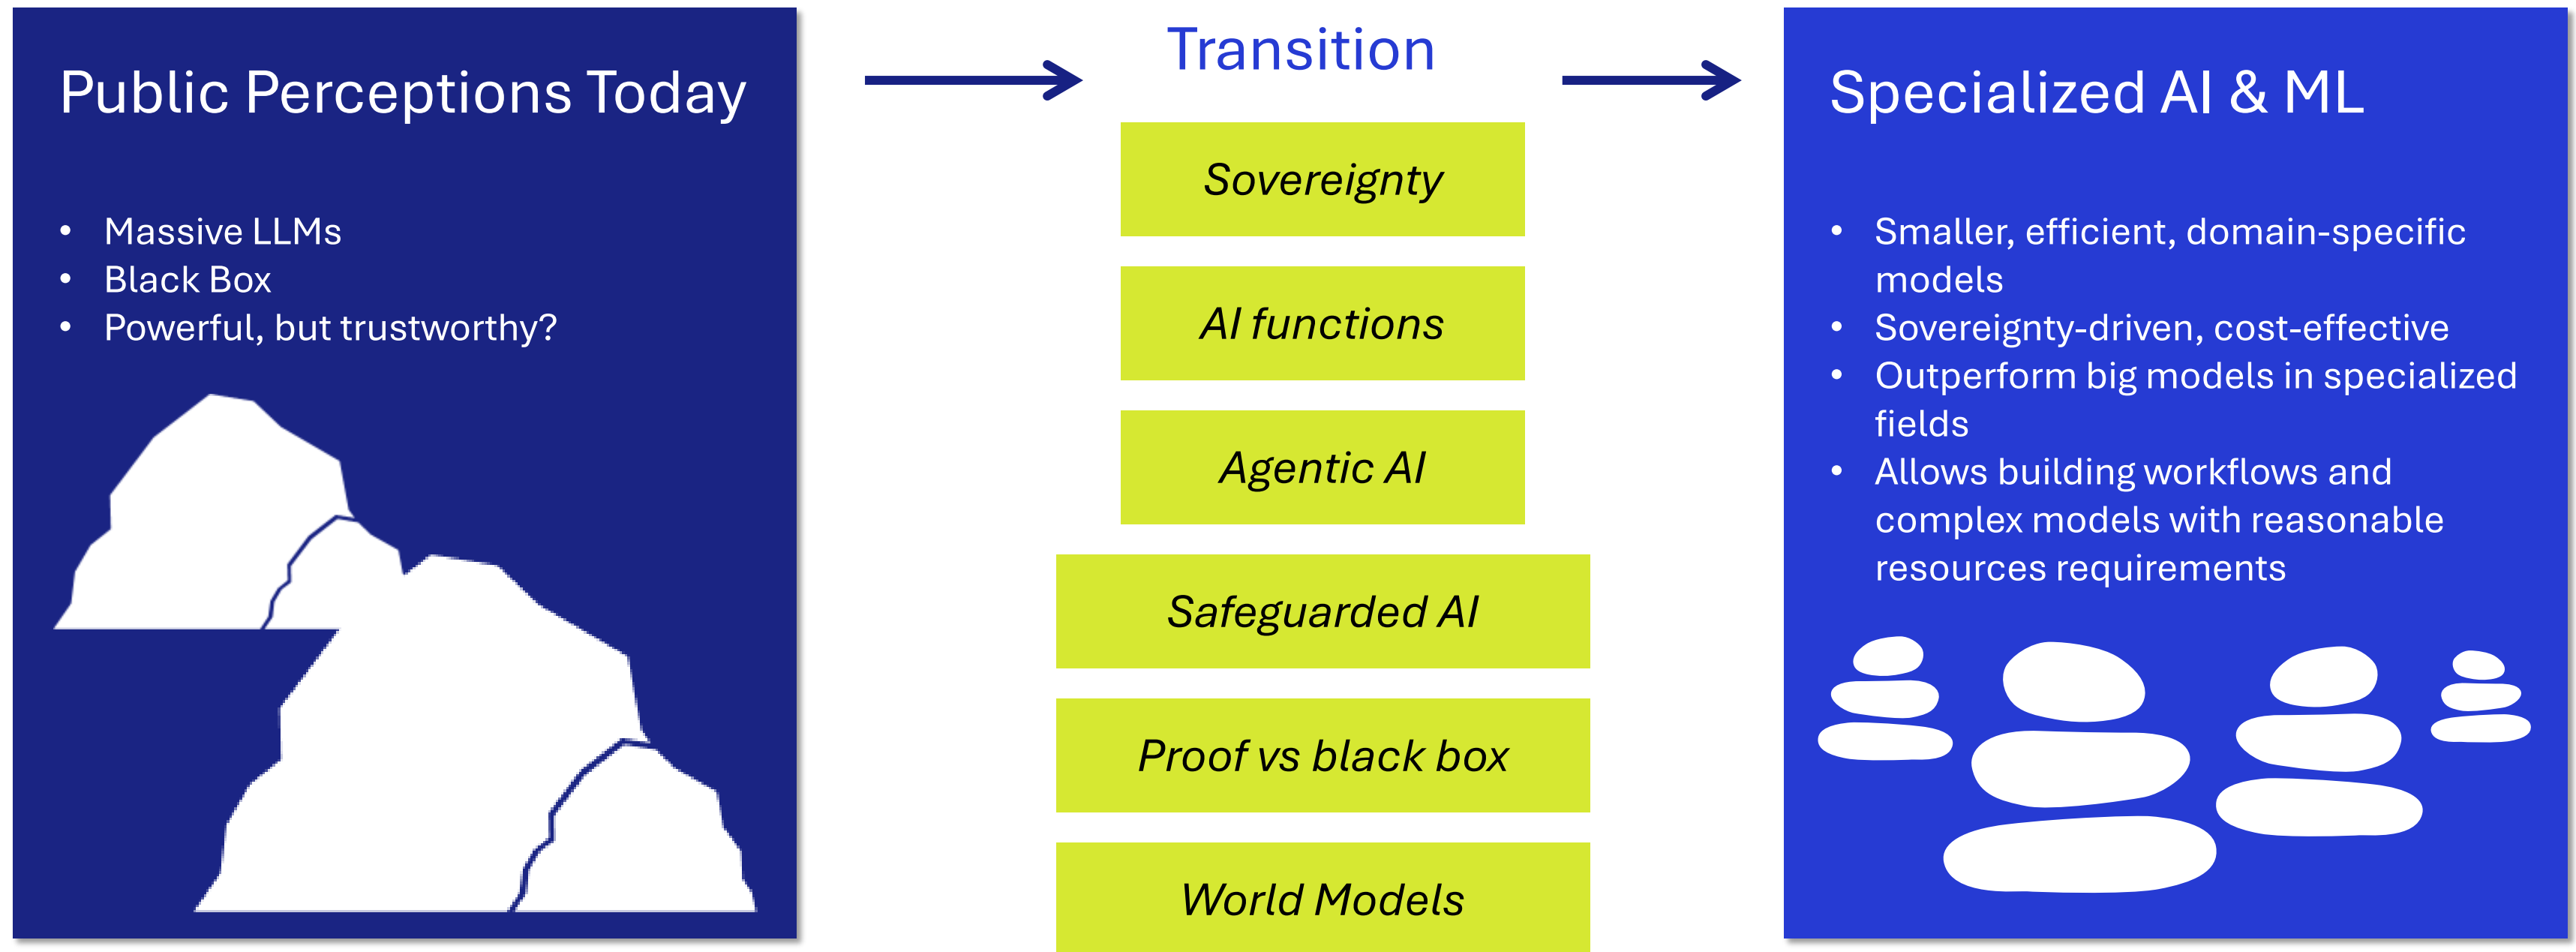 Public Perceptions Today
• Massive LLMs
• Black Box
• Powerful, but trustworthy?
Transition
Sovereignty
AI functions
Agentic AI
Safeguarded AI
Proof vs black box
World Models
Specialized AI & ML
• Smaller, efficient, domain-specific
models
• Sovereignty-driven, cost-effective
• Outperform big models in specialized
fields
• Allows building workflows and
complex models with reasonable
resources requirements